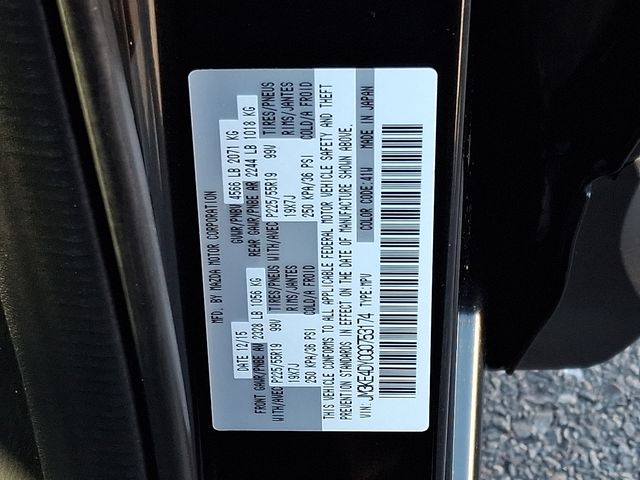 MFD. BY MAZDA MOTOR CORPORATION
DATE 12/15 GVWR/PNBV 4566 LB 2071 KG
FRONT GAWR/PNBE AV 2328 LB 1056 KG REAR GAWR/PNBE AR 2244 LB 1018 KG
WITH/AVEC P225/55R19 99V TIRES/PNEUS WITH/AVEC P225/55R19 99V TIRES/PNEUS
19X7J RIMS/JANTES 19X7J RIMS/JANTES
250 KPA/36 PSI COLD/A FROID 250 KPA/36 PSI COLD/A FROID
THIS VEHICLE CONFORMS TO ALL APPLICABLE FEDERAL MOTOR VEHICLE SAFETY AND THEFT
PREVENTION STANDARDS IN EFFECT ON THE DATE OF MANUFACTURE SHOWN ABOVE.
VIN: JM3KE4DY0G0753174 TYPE: MPV COLOR CODE: 41W MADE IN JAPAN